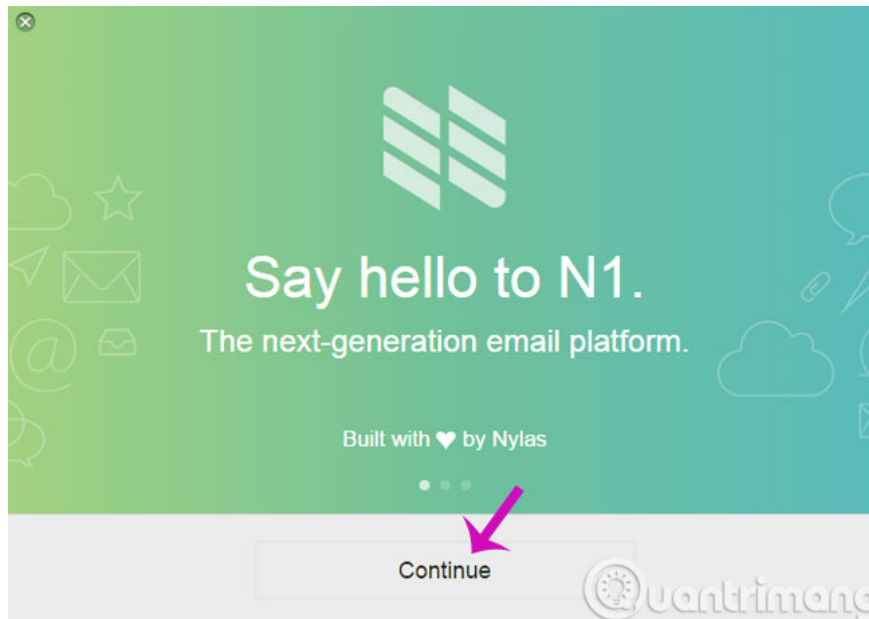 Say hello to N1.
The next-generation email platform.
Built with ♥ by Nylas
Continue
Quantrimang